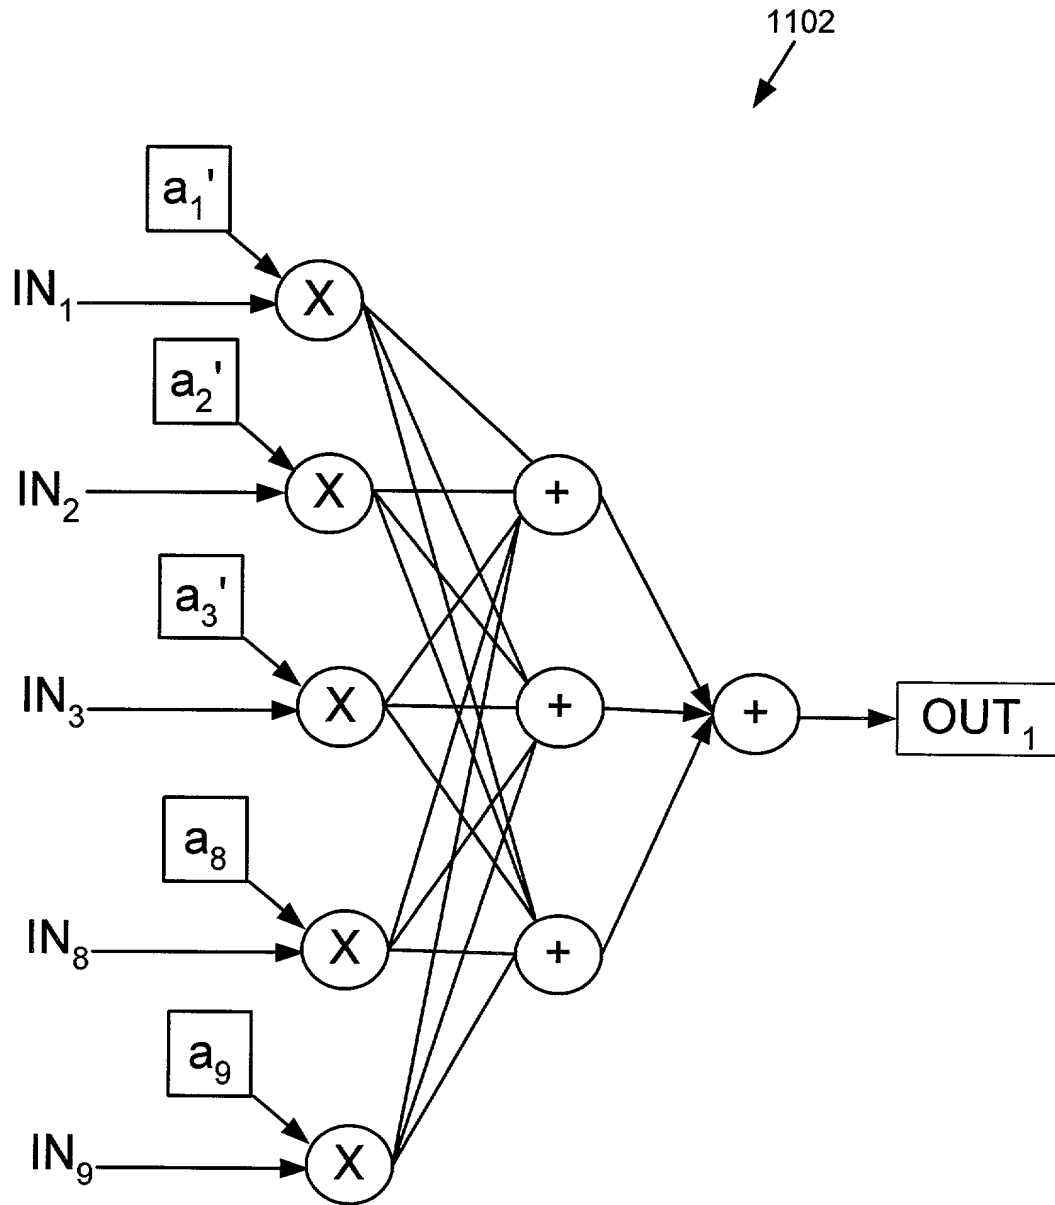 1102
a₁'
IN₁
X
a₂'
IN₂
X
+
a₃'
IN₃
X
+
+
OUT₁
a₈
IN₈
X
+
a₉
IN₉
X